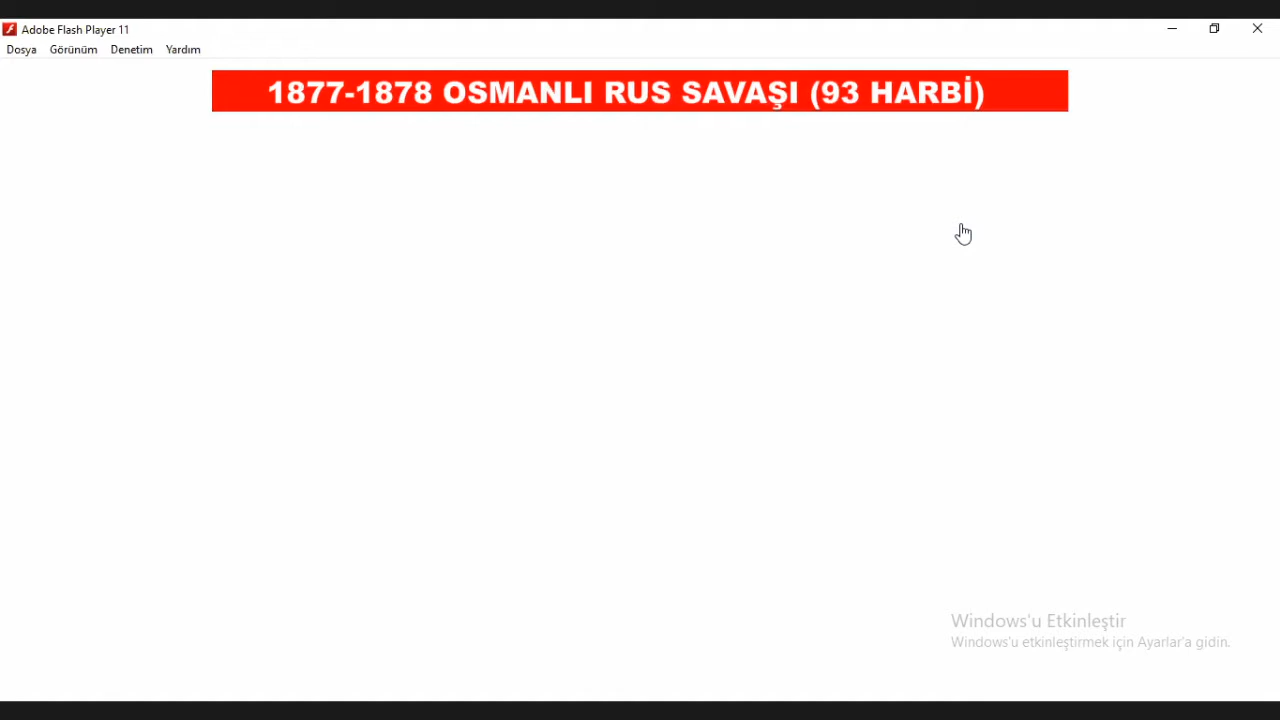 Adobe Flash Player 11
Dosya Görünüm Denetim Yardım
1877-1878 OSMANLI RUS SAVAŞI (93 HARBİ)
Windows'u Etkinleştir
Windows'u etkinleştirmek için Ayarlar'a gidin.